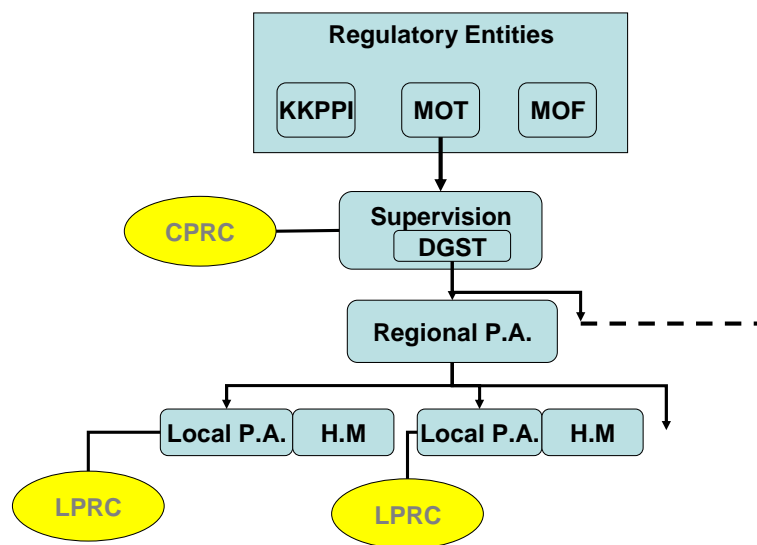 Regulatory Entities
KKPPI
MOT
MOF
CPRC
Supervision
DGST
Regional P.A.
Local P.A.
H.M
Local P.A.
H.M
LPRC
LPRC